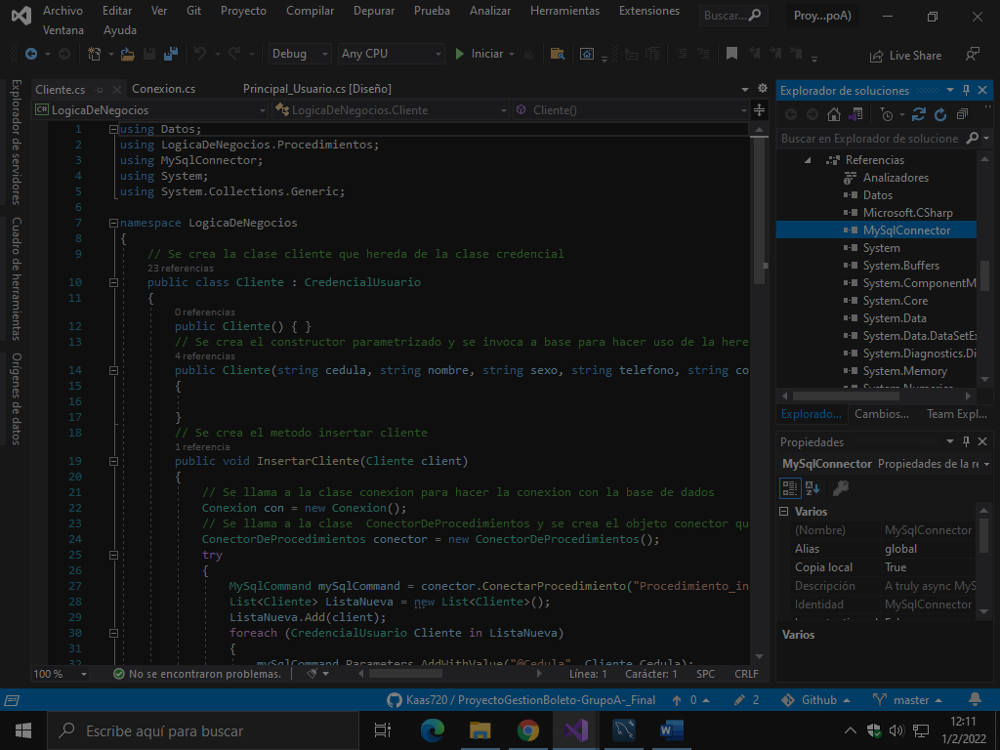 Archivo Editar Ver Git Proyecto Compilar Depurar Prueba Analizar Herramientas Extensiones Buscar... Proy...poA)
Ventana Ayuda
Debug Any CPU Iniciar Live Share
Explorador de servidores
Cuadro de herramientas
Orígenes de datos
Cliente.cs Conexion.cs Principal_Usuario.cs [Diseño]
LogicaDeNegocios LogicaDeNegocios.Cliente Cliente()
1 using Datos;
2 using LogicaDeNegocios.Procedimientos;
3 using MySqlConnector;
4 using System;
5 using System.Collections.Generic;
6
7 namespace LogicaDeNegocios
8 {
9 // Se crea la clase cliente que hereda de la clase credencial
23 referencias
10 public class Cliente : CredencialUsuario
11 {
0 referencias
12 public Cliente() { }
13 // Se crea el constructor parametrizado y se invoca a base para hacer uso de la here
4 referencias
14 public Cliente(string cedula, string nombre, string sexo, string telefono, string co
15 {
16
17 }
18 // Se crea el metodo insertar cliente
1 referencia
19 public void InsertarCliente(Cliente client)
20 {
21 // Se llama a la clase conexion para hacer la conexion con la base de dados
22 Conexion con = new Conexion();
23 // Se llama a la clase  ConectorDeProcedimientos y se crea el objeto conector qu
24 ConectorDeProcedimientos conector = new ConectorDeProcedimientos();
25 try
26 {
27 MySqlCommand mySqlCommand = conector.ConectarProcedimiento("Procedimiento_in
28 List<Cliente> ListaNueva = new List<Cliente>();
29 ListaNueva.Add(client);
30 foreach (CredencialUsuario Cliente in ListaNueva)
31 {
32 mySqlCommand.Parameters.AddWithValue("@Cedula", Cliente.Cedula);
100 % No se encontraron problemas. Línea: 1 Carácter: 1 SPC CRLF
Explorador de soluciones
Buscar en Explorador de solucione
Referencias
Analizadores
Datos
Microsoft.CSharp
MySqlConnector
System
System.Buffers
System.ComponentM
System.Core
System.Data
System.Data.DataSetEx
System.Diagnostics.Di
System.Memory
System.Numerics
Explorado... Cambios... Team Expl...
Propiedades
MySqlConnector Propiedades de la re
Varios
(Nombre) MySqlConnector
Alias global
Copia local True
Descripción A truly async MyS
Identidad MySqlConnector
Varios
Kaas720 / ProyectoGestionBoleto-GrupoA-_Final 0 2 Github master
Escribe aquí para buscar
12:11
1/2/2022